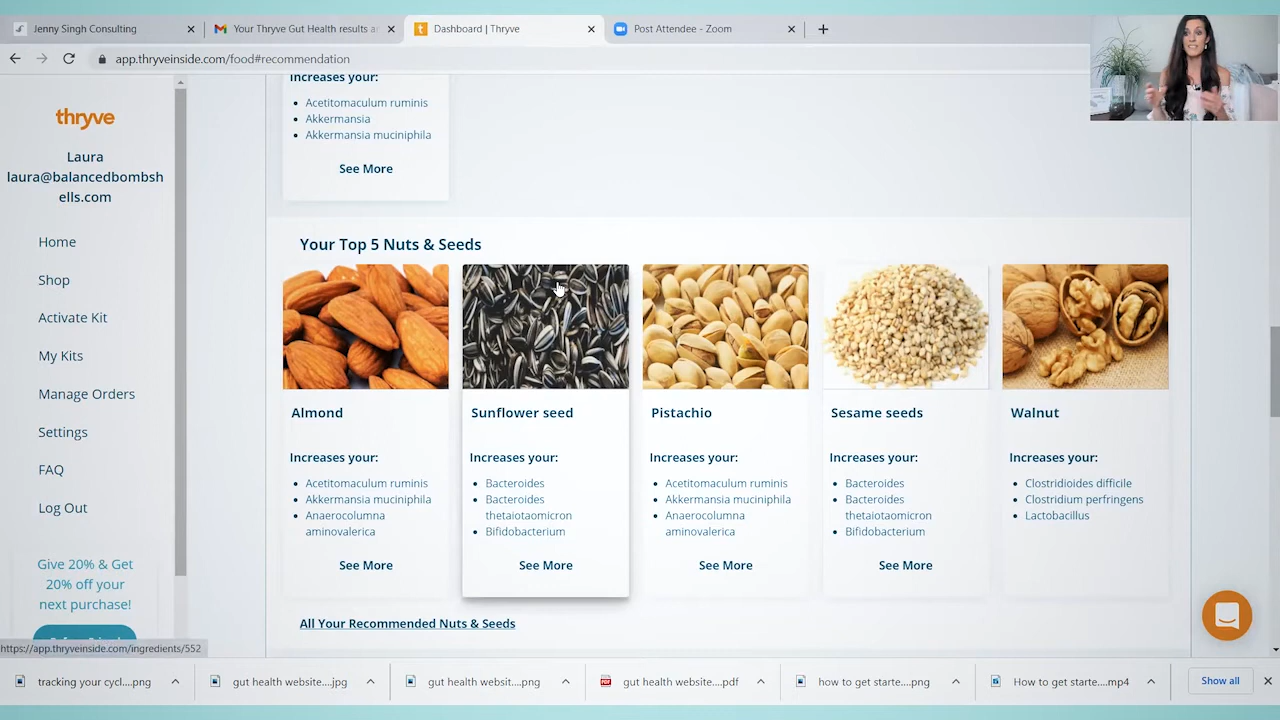 Jenny Singh Consulting
Your Thryve Gut Health results a
Dashboard | Thryve
Post Attendee - Zoom
app.thryveinside.com/food#recommendation
thryve
Laura
laura@balancedbombsh
ells.com
Home
Shop
Activate Kit
My Kits
Manage Orders
Settings
FAQ
Log Out
Give 20% & Get
20% off your
next purchase!
https://app.thryveinside.com/ingredients/552
Increases your:
Acetitomaculum ruminis
Akkermansia
Akkermansia muciniphila
See More
Your Top 5 Nuts & Seeds
Almond
Increases your:
Acetitomaculum ruminis
Akkermansia muciniphila
Anaerocolumna
aminovalerica
See More
Sunflower seed
Increases your:
Bacteroides
Bacteroides
thetaiotaomicron
Bifidobacterium
See More
Pistachio
Increases your:
Acetitomaculum ruminis
Akkermansia muciniphila
Anaerocolumna
aminovalerica
See More
Sesame seeds
Increases your:
Bacteroides
Bacteroides
thetaiotaomicron
Bifidobacterium
See More
Walnut
Increases your:
Clostridioides difficile
Clostridium perfringens
Lactobacillus
All Your Recommended Nuts & Seeds
tracking your cycl....png
gut health website....jpg
gut health websit....png
PDF
gut health website....pdf
how to get starte....png
How to get starte....mp4
Show all